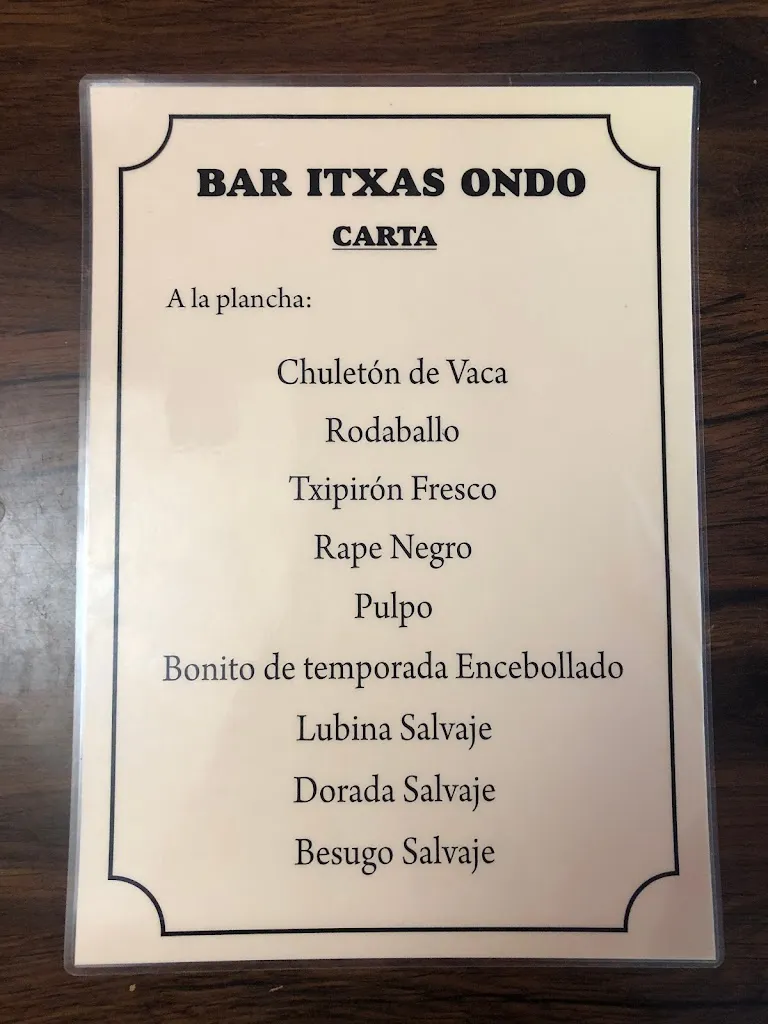 BAR ITXAS ONDO
CARTA
A la plancha:
Chuletón de Vaca
Rodaballo
Txipirón Fresco
Rape Negro
Pulpo
Bonito de temporada Encebollado
Lubina Salvaje
Dorada Salvaje
Besugo Salvaje